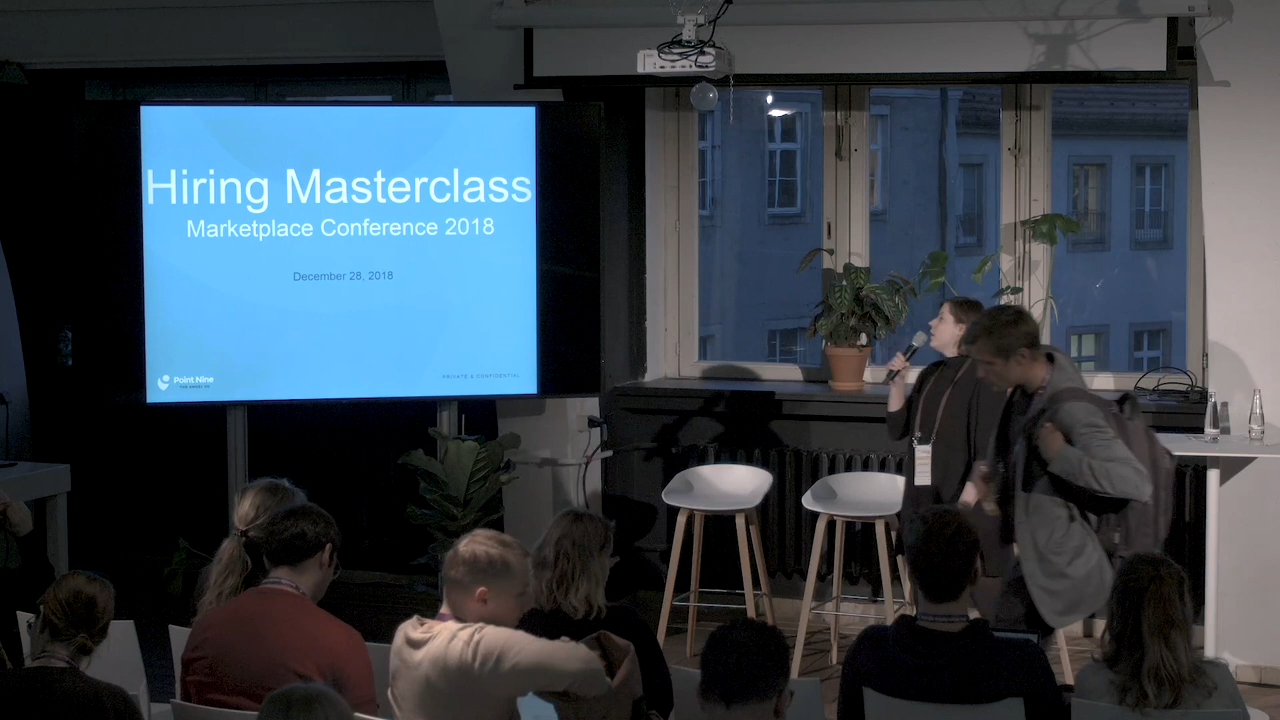 Hiring Masterclass
Marketplace Conference 2018
December 28, 2018
Point Nine
PRIVATE & CONFIDENTIAL